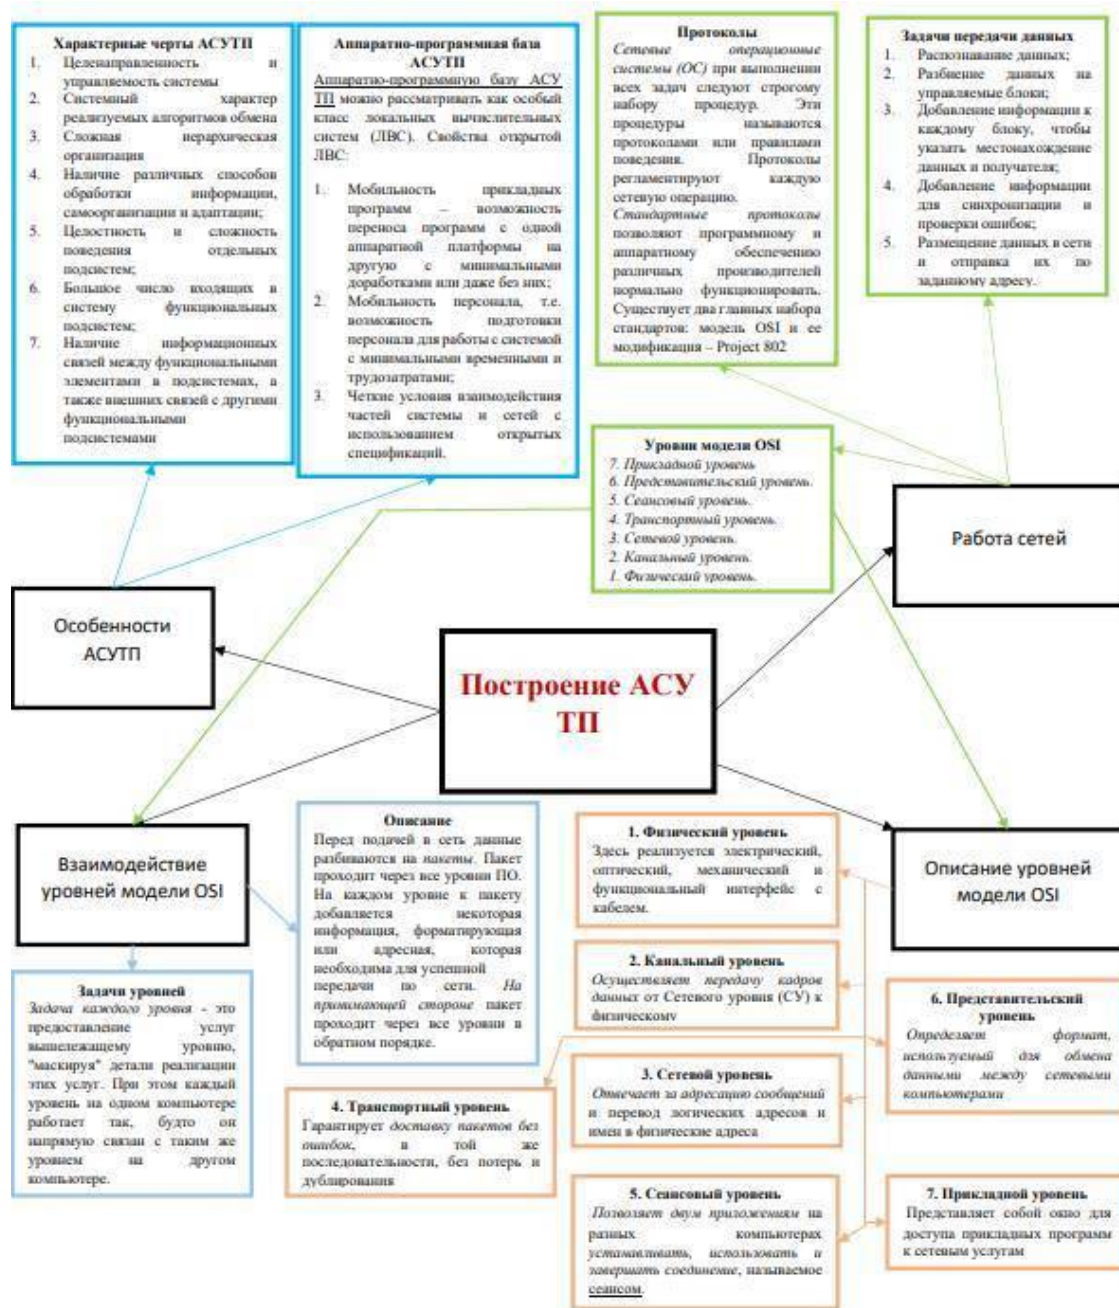 Характерные черты АСУТП
1. Целенаправленность и
управляемость системы
2. Системный характер
реализуемых алгоритмов обмена
3. Сложная иерархическая
организация
4. Наличие различных способов
обработки информации,
самоорганизации и адаптации;
5. Целостность и сложность
поведения отдельных
подсистем;
6. Большое число входящих в
систему функциональных
подсистем;
7. Наличие информационных
связей между функциональными
элементами в подсистемах, а
также внешних связей с другими
функциональными
подсистемами
Аппаратно-программная база
АСУТП
Аппаратно-программную базу АСУ
ТП можно рассматривать как особый
класс локальных вычислительных
систем (ЛВС). Свойства открытой
ЛВС:
1. Мобильность прикладных
программ – возможность
переноса программ с одной
аппаратной платформы на
другую с минимальными
доработками или даже без них;
2. Мобильность персонала, т.е.
возможность подготовки
персонала для работы с системой
с минимальными временными и
трудозатратами;
3. Четкие условия взаимодействия
частей системы и сетей с
использованием открытых
спецификаций.
Протоколы
Сетевые операционные
системы (ОС) при выполнении
всех задач следуют строгому
набору процедур. Эти
процедуры называются
протоколами или правилами
поведения. Протоколы
регламентируют каждую
сетевую операцию.
Стандартные протоколы
позволяют программному и
аппаратному обеспечению
различных производителей
нормально функционировать.
Существует два главных набора
стандартов: модель OSI и ее
модификация – Project 802
Задачи передачи данных
1. Распознавание данных;
2. Разбиение данных на
управляемые блоки;
3. Добавление информации к
каждому блоку, чтобы
указать местонахождение
данных и получателя;
4. Добавление информации
для синхронизации и
проверки ошибок;
5. Размещение данных в сети
и отправка их по
заданному адресу.
Уровни модели OSI
7. Прикладной уровень
6. Представительский уровень.
5. Сеансовый уровень.
4. Транспортный уровень.
3. Сетевой уровень.
2. Канальный уровень.
1. Физический уровень.
Работа сетей
Особенности
АСУТП
Построение АСУ
ТП
Взаимодействие
уровней модели OSI
Описание
Перед подачей в сеть данные
разбиваются на пакеты. Пакет
проходит через все уровни ПО.
На каждом уровне к пакету
добавляется некоторая
информация, форматирующая
или адресная, которая
необходима для успешной
передачи по сети. На
принимающей стороне пакет
проходит через все уровни в
обратном порядке.
Задачи уровней
Задача каждого уровня - это
предоставление услуг
вышележащему уровню,
"маскируя" детали реализации
этих услуг. При этом каждый
уровень на одном компьютере
работает так, будто он
напрямую связан с таким же
уровнем на другом
компьютере.
Описание уровней
модели OSI
1. Физический уровень
Здесь реализуется электрический,
оптический, механический и
функциональный интерфейс с
кабелем.
2. Канальный уровень
Осуществляет передачу кадров
данных от Сетевого уровня (СУ) к
физическому
3. Сетевой уровень
Отвечает за адресацию сообщений
и перевод логических адресов и
имен в физические адреса
4. Транспортный уровень
Гарантирует доставку пакетов без
ошибок, в той же
последовательности, без потерь и
дублирования
5. Сеансовый уровень
Позволяет двум приложениям на
разных компьютерах
устанавливать, использовать и
завершать соединение, называемое
сеансом.
6. Представительский
уровень
Определяет формат,
используемый для обмена
данными между сетевыми
компьютерами
7. Прикладной уровень
Представляет собой окно для
доступа прикладных программ
к сетевым услугам